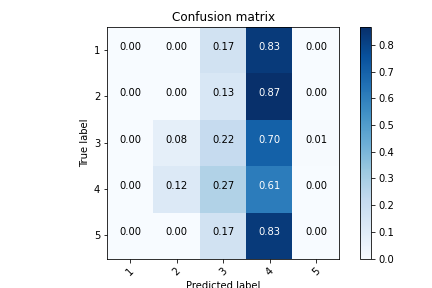 Confusion matrix
True label
1 0.00 0.00 0.17 0.83 0.00
2 0.00 0.00 0.13 0.87 0.00
3 0.00 0.08 0.22 0.70 0.01
4 0.00 0.12 0.27 0.61 0.00
5 0.00 0.00 0.17 0.83 0.00
1 2 3 4 5
Predicted label
0.8
0.7
0.6
0.5
0.4
0.3
0.2
0.1
0.0